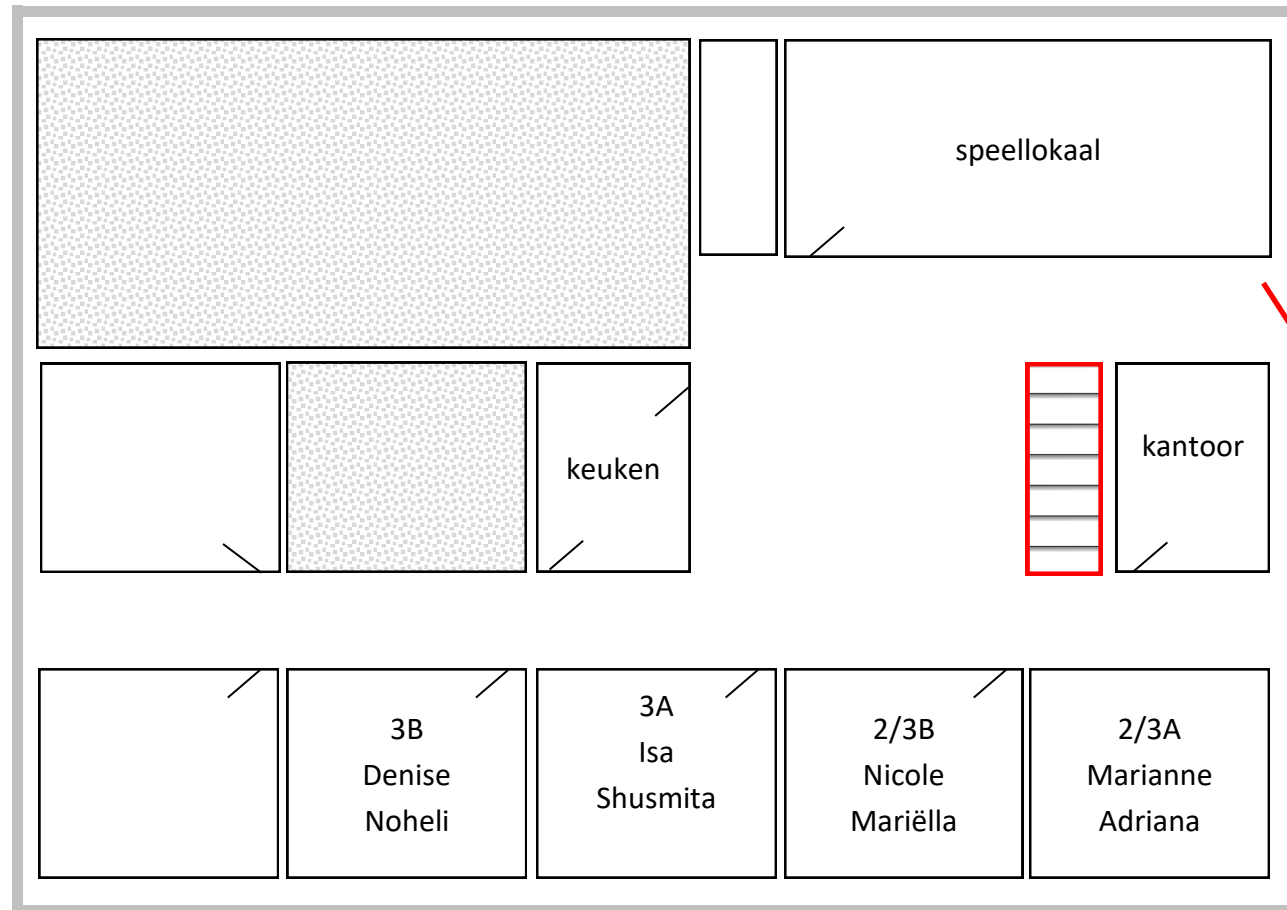 speellokaal
keuken
kantoor
3B
Denise
Noheli
3A
Isa
Shusmita
2/3B
Nicole
Mariëlla
2/3A
Marianne
Adriana